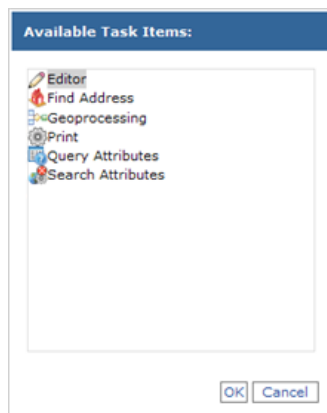 Available Task Items:
Editor
Find Address
Geoprocessing
Print
Query Attributes
Search Attributes
OK Cancel